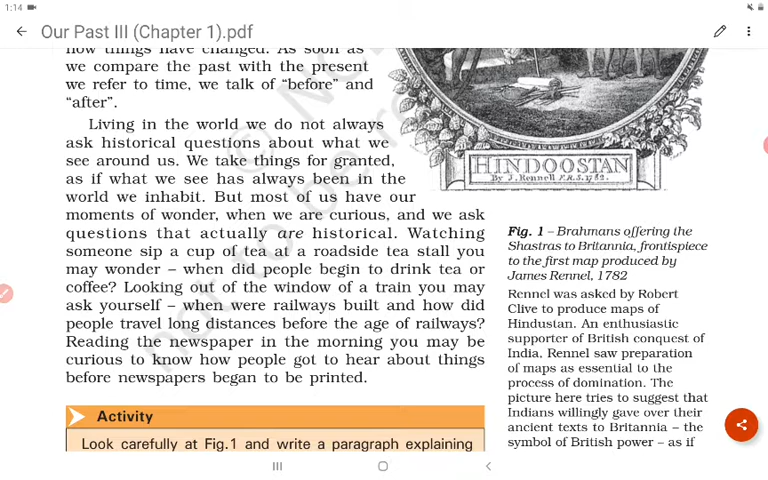 1:14
Our Past III (Chapter 1).pdf
how things have changed. As soon as
we compare the past with the present
we refer to time, we talk of “before” and
“after”.
Living in the world we do not always
ask historical questions about what we
see around us. We take things for granted,
as if what we see has always been in the
world we inhabit. But most of us have our
moments of wonder, when we are curious, and we ask
questions that actually are historical. Watching
someone sip a cup of tea at a roadside tea stall you
may wonder – when did people begin to drink tea or
coffee? Looking out of the window of a train you may
ask yourself – when were railways built and how did
people travel long distances before the age of railways?
Reading the newspaper in the morning you may be
curious to know how people got to hear about things
before newspapers began to be printed.
Activity
Look carefully at Fig.1 and write a paragraph explaining
HINDOOSTAN
By J. Rennell F.R.S. 1782.
Fig. 1 – Brahmans offering the
Shastras to Britannia, frontispiece
to the first map produced by
James Rennel, 1782
Rennel was asked by Robert
Clive to produce maps of
Hindustan. An enthusiastic
supporter of British conquest of
India, Rennel saw preparation
of maps as essential to the
process of domination. The
picture here tries to suggest that
Indians willingly gave over their
ancient texts to Britannia – the
symbol of British power – as if